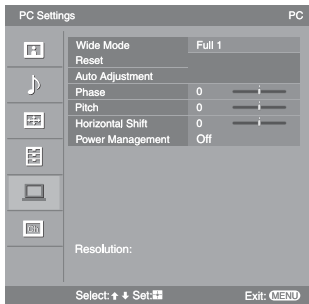 PC Settings PC
Wide Mode Full 1
Reset
Auto Adjustment
Phase 0
Pitch 0
Horizontal Shift 0
Power Management Off
Resolution:
Select: ↑ ↓ Set: Exit: MENU